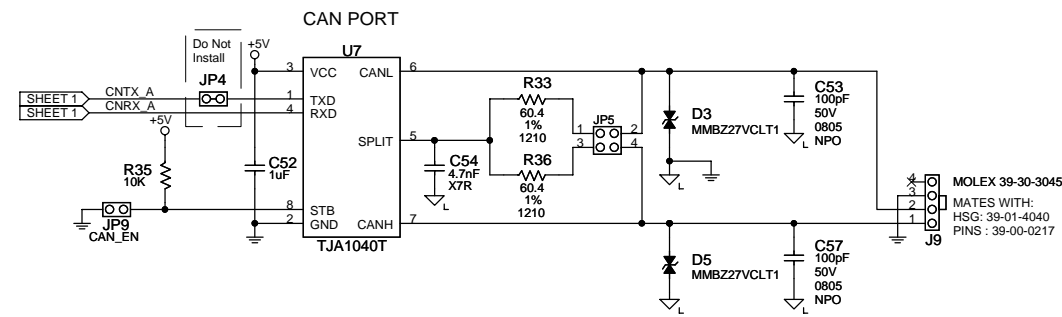 CAN PORT
Do Not
Install
+5V
U7
JP4
3 VCC CANL 6
SHEET 1 CNTX_A 1 TXD
SHEET 1 CNRX_A 4 RXD
+5V
SPLIT 5
R35
10K
C52
1uF
8 STB
2 GND CANH 7
TJA1040T
JP9
CAN_EN
C54
4.7nF
X7R
L
R33
60.4
1%
1210
JP5
1 2
3 4
R36
60.4
1%
1210
D3
MMBZ27VCLT1
L
C53
100pF
50V
0805
NPO
L
D5
MMBZ27VCLT1
L
C57
100pF
50V
0805
NPO
L
4
3
2
1
J9
MOLEX 39-30-3045
MATES WITH:
HSG: 39-01-4040
PINS : 39-00-0217